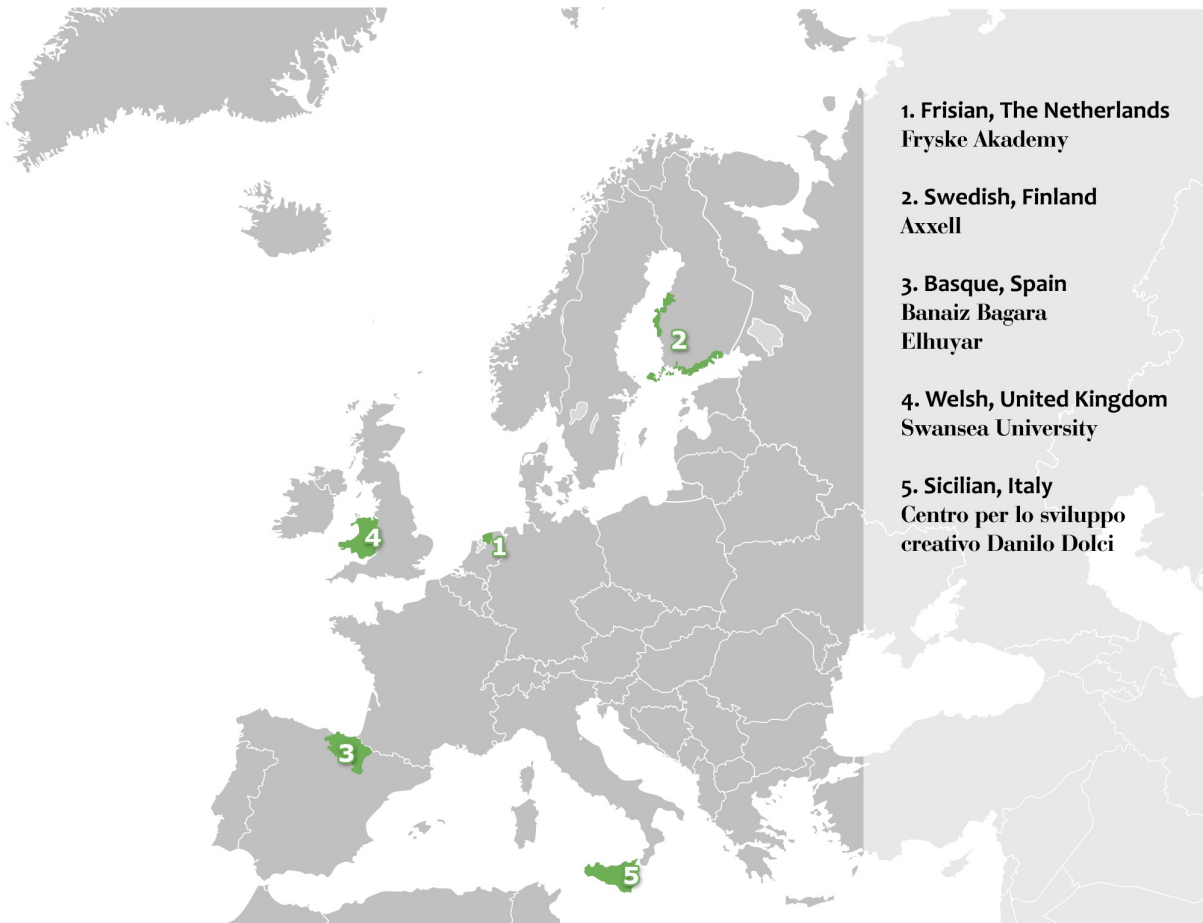 1. Frisian, The Netherlands
Fryske Akademy
2. Swedish, Finland
Axxell
3. Basque, Spain
Banaiz Bagara
Elhuyar
4. Welsh, United Kingdom
Swansea University
5. Sicilian, Italy
Centro per lo sviluppo
creativo Danilo Dolci
2
4
1
3
5